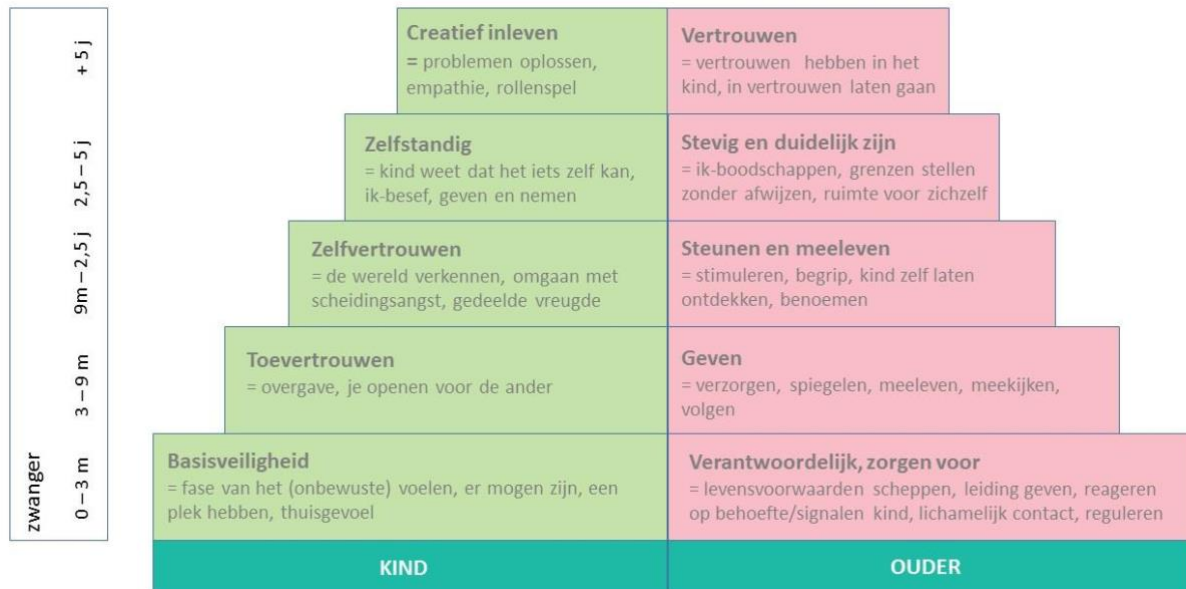 + 5 j
Creatief inleven
= problemen oplossen,
empathie, rollenspel
Vertrouwen
= vertrouwen hebben in het
kind, in vertrouwen laten gaan
2,5 – 5 j
Zelfstandig
= kind weet dat het iets zelf kan,
ik-besef, geven en nemen
Stevig en duidelijk zijn
= ik-boodschappen, grenzen stellen
zonder afwijzen, ruimte voor zichzelf
9m – 2,5 j
Zelfvertrouwen
= de wereld verkennen, omgaan met
scheidingsangst, gedeelde vreugde
Steunen en meeleven
= stimuleren, begrip, kind zelf laten
ontdekken, benoemen
3 – 9 m
Toevertrouwen
= overgave, je openen voor de ander
Geven
= verzorgen, spiegelen, meeleven, meekijken,
volgen
zwanger
0 – 3 m
Basisveiligheid
= fase van het (onbewuste) voelen, er mogen zijn, een
plek hebben, thuisgevoel
Verantwoordelijk, zorgen voor
= levensvoorwaarden scheppen, leiding geven, reageren
op behoefte/signalen kind, lichamelijk contact, reguleren
KIND
OUDER